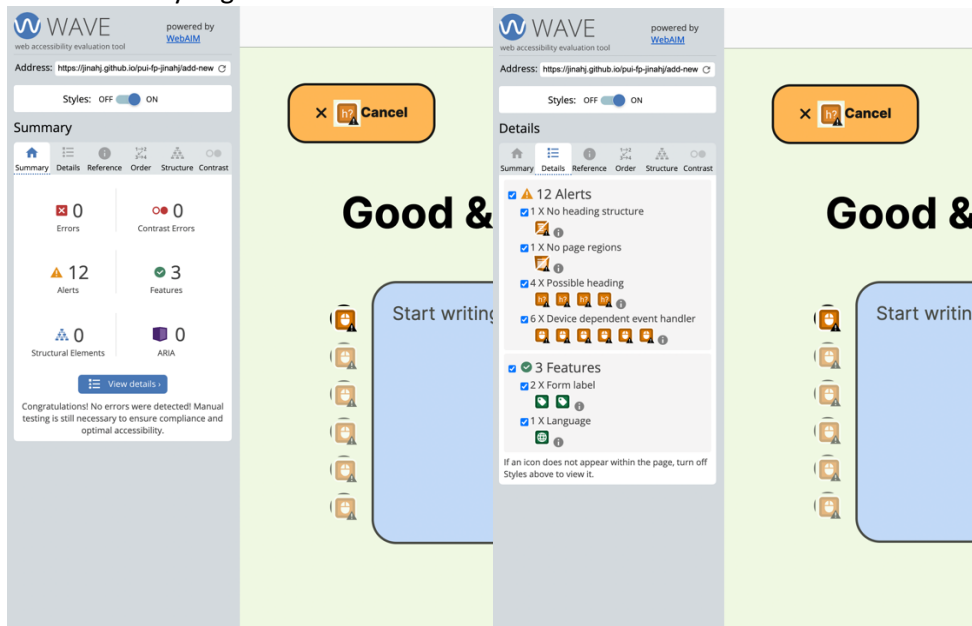 WAVE
powered by
WebAIM
web accessibility evaluation tool
Address: https://jinahj.github.io/pui-fp-jinahj/add-new
Styles: OFF ON
Summary
Summary Details Reference Order Structure Contrast
0
Errors
0
Contrast Errors
12
Alerts
3
Features
0
Structural Elements
0
ARIA
View details ›
Congratulations! No errors were detected! Manual
testing is still necessary to ensure compliance and
optimal accessibility.
× h? Cancel
Good &
Start writing
WAVE
powered by
WebAIM
web accessibility evaluation tool
Address: https://jinahj.github.io/pui-fp-jinahj/add-new
Styles: OFF ON
Details
Summary Details Reference Order Structure Contrast
12 Alerts
1 X No heading structure
1 X No page regions
4 X Possible heading
h? h? h? h?
6 X Device dependent event handler
3 Features
2 X Form label
1 X Language
If an icon does not appear within the page, turn off
Styles above to view it.
× h? Cancel
Good &
Start writin